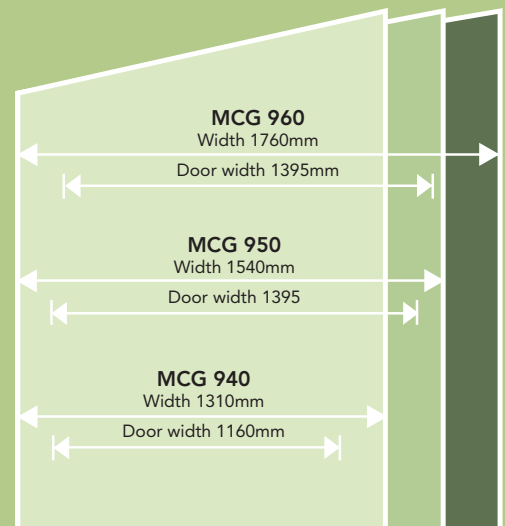 MCG 960
Width 1760mm
Door width 1395mm
MCG 950
Width 1540mm
Door width 1395
MCG 940
Width 1310mm
Door width 1160mm